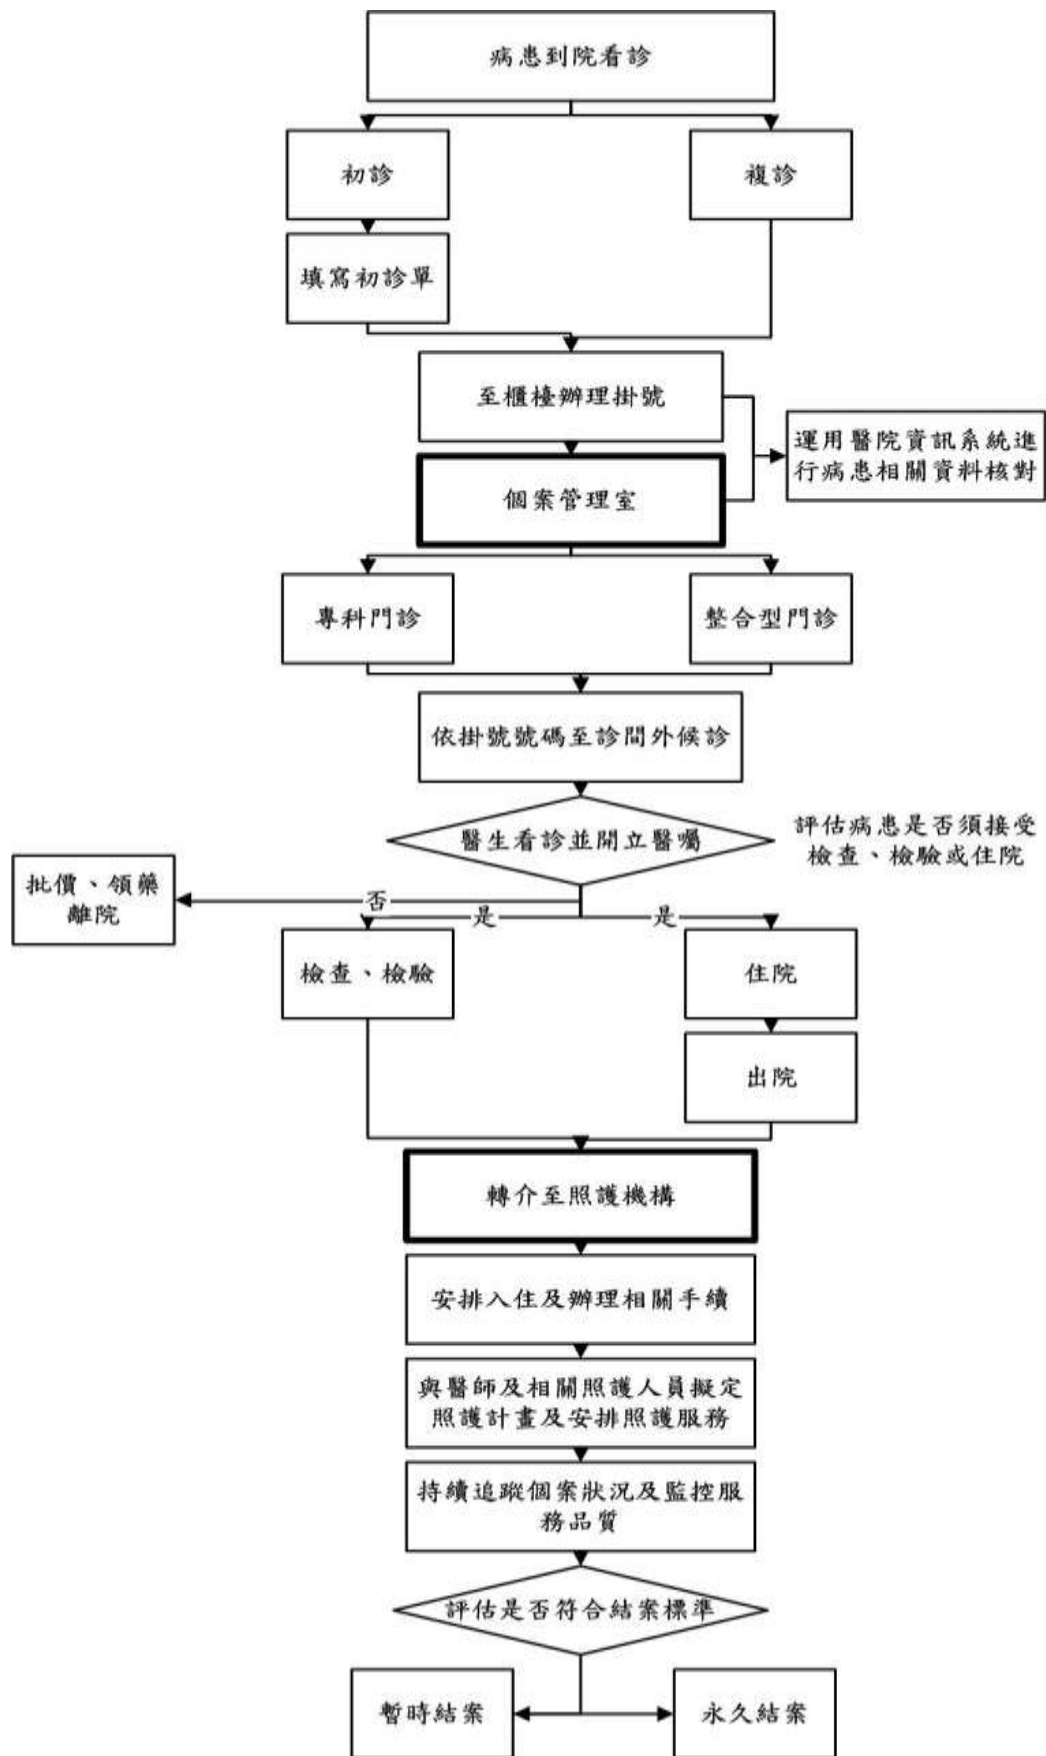 病患到院看診
初診
複診
填寫初診單
至櫃檯辦理掛號
運用醫院資訊系統進
行病患相關資料核對
個案管理室
專科門診
整合型門診
依掛號號碼至診間外候診
醫生看診並開立醫囑
評估病患是否須接受
檢查、檢驗或住院
批價、領藥
離院
否
是
是
檢查、檢驗
住院
出院
轉介至照護機構
安排入住及辦理相關手續
與醫師及相關照護人員擬定
照護計畫及安排照護服務
持續追蹤個案狀況及監控服
務品質
評估是否符合結案標準
暫時結案
永久結案